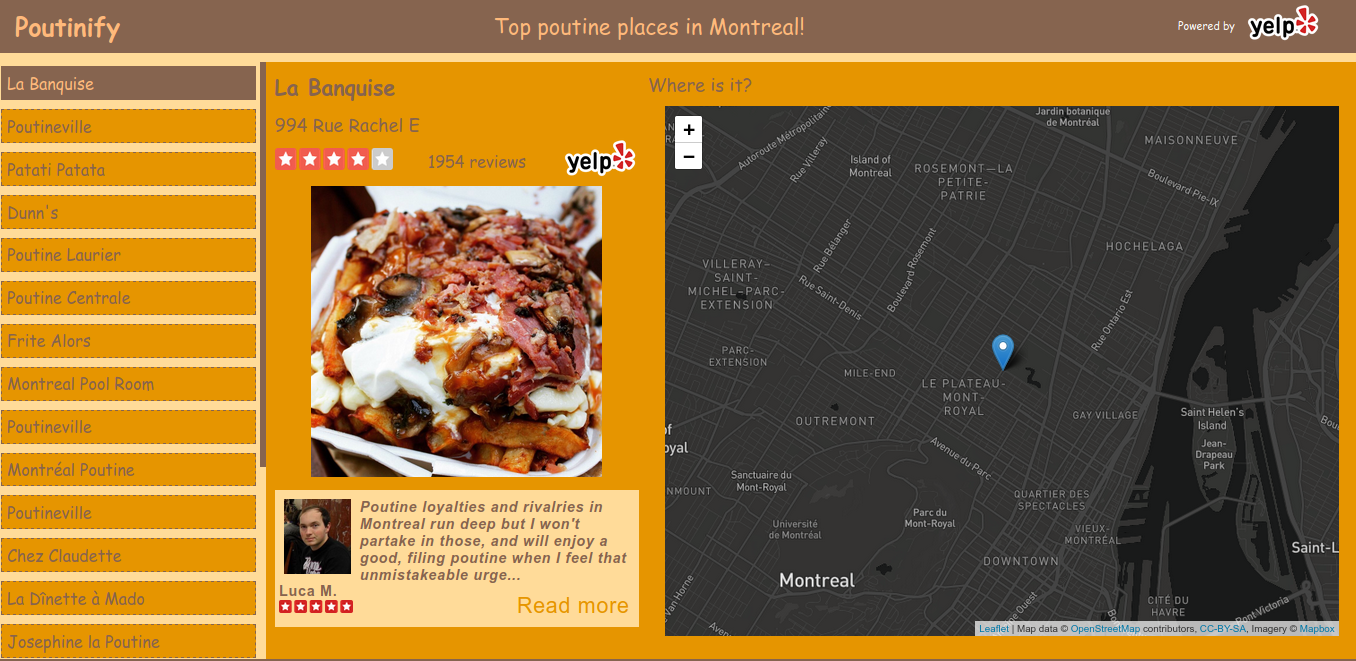 Poutinify
Top poutine places in Montreal!
Powered by
yelp
La Banquise
Poutineville
Patati Patata
Dunn's
Poutine Laurier
Poutine Centrale
Frite Alors
Montreal Pool Room
Poutineville
Montréal Poutine
Poutineville
Chez Claudette
La Dînette à Mado
Josephine la Poutine
La Banquise
994 Rue Rachel E
1954 reviews
yelp
Poutine loyalties and rivalries in
Montreal run deep but I won't
partake in those, and will enjoy a
good, filing poutine when I feel that
unmistakeable urge...
Luca M.
Read more
Where is it?
+
−
Jardin botanique
de Montréal
Autoroute Métropolitaine
Rue Villeray
Island of
Montreal
MAISONNEUVE
ROSEMONT—LA
PETITE-
PATRIE
Boulevard Pie-IX
Rue Bélanger
Boulevard Rosemont
HOCHELAGA
VILLERAY–
SAINT-
MICHEL–PARC-
EXTENSION
Rue Saint-Denis
Rue Ontario Est
PARC-
EXTENSION
MILE-END
LE PLATEAU-
MONT-
ROYAL
OUTREMONT
GAY VILLAGE
Saint Helen's
Island
Jean-
Drapeau
Park
of
oyal
Avenue du Parc
Sanctuaire du
Mont-Royal
NMOUNT
QUARTIER DES
SPECTACLES
Parc du
Mont-Royal
Université
de Montréal
VIEUX-
MONTRÉAL
Saint-L
DOWNTOWN
Montreal
CITÉ DU
HAVRE
Pont Victoria
van Horne
Leaflet | Map data © OpenStreetMap contributors, CC-BY-SA, Imagery © Mapbox